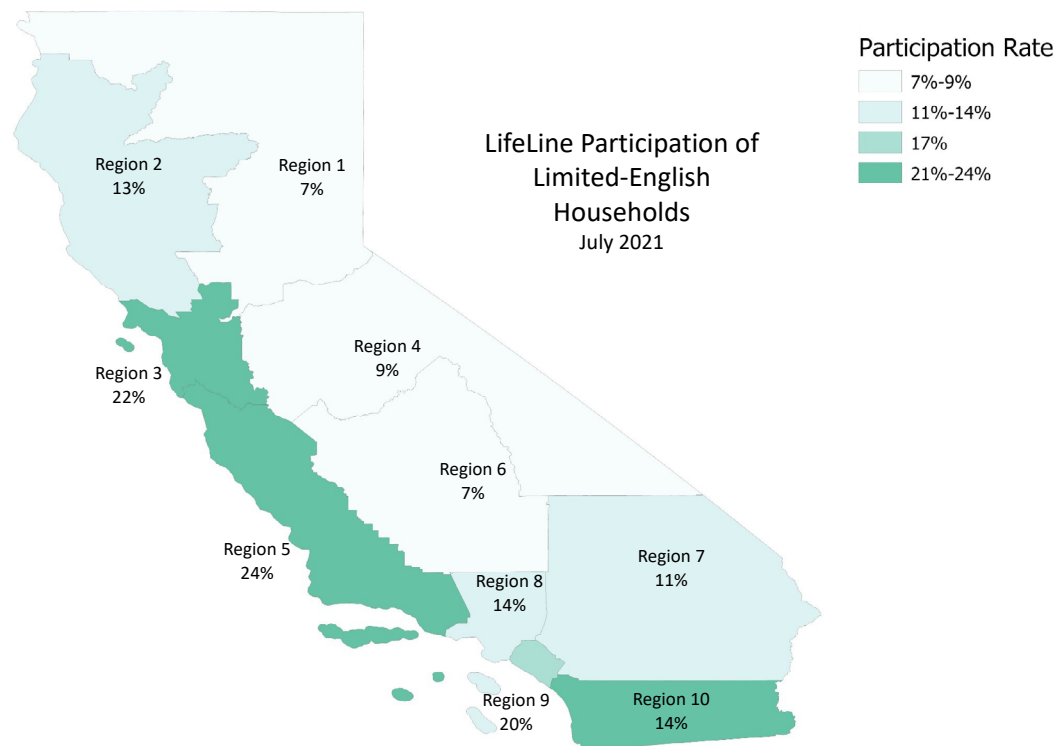 Participation Rate
7%-9%
11%-14%
17%
21%-24%
LifeLine Participation of
Limited-English
Households
July 2021
Region 2
13%
Region 1
7%
Region 4
9%
Region 3
22%
Region 6
7%
Region 5
24%
Region 7
11%
Region 8
14%
Region 9
20%
Region 10
14%